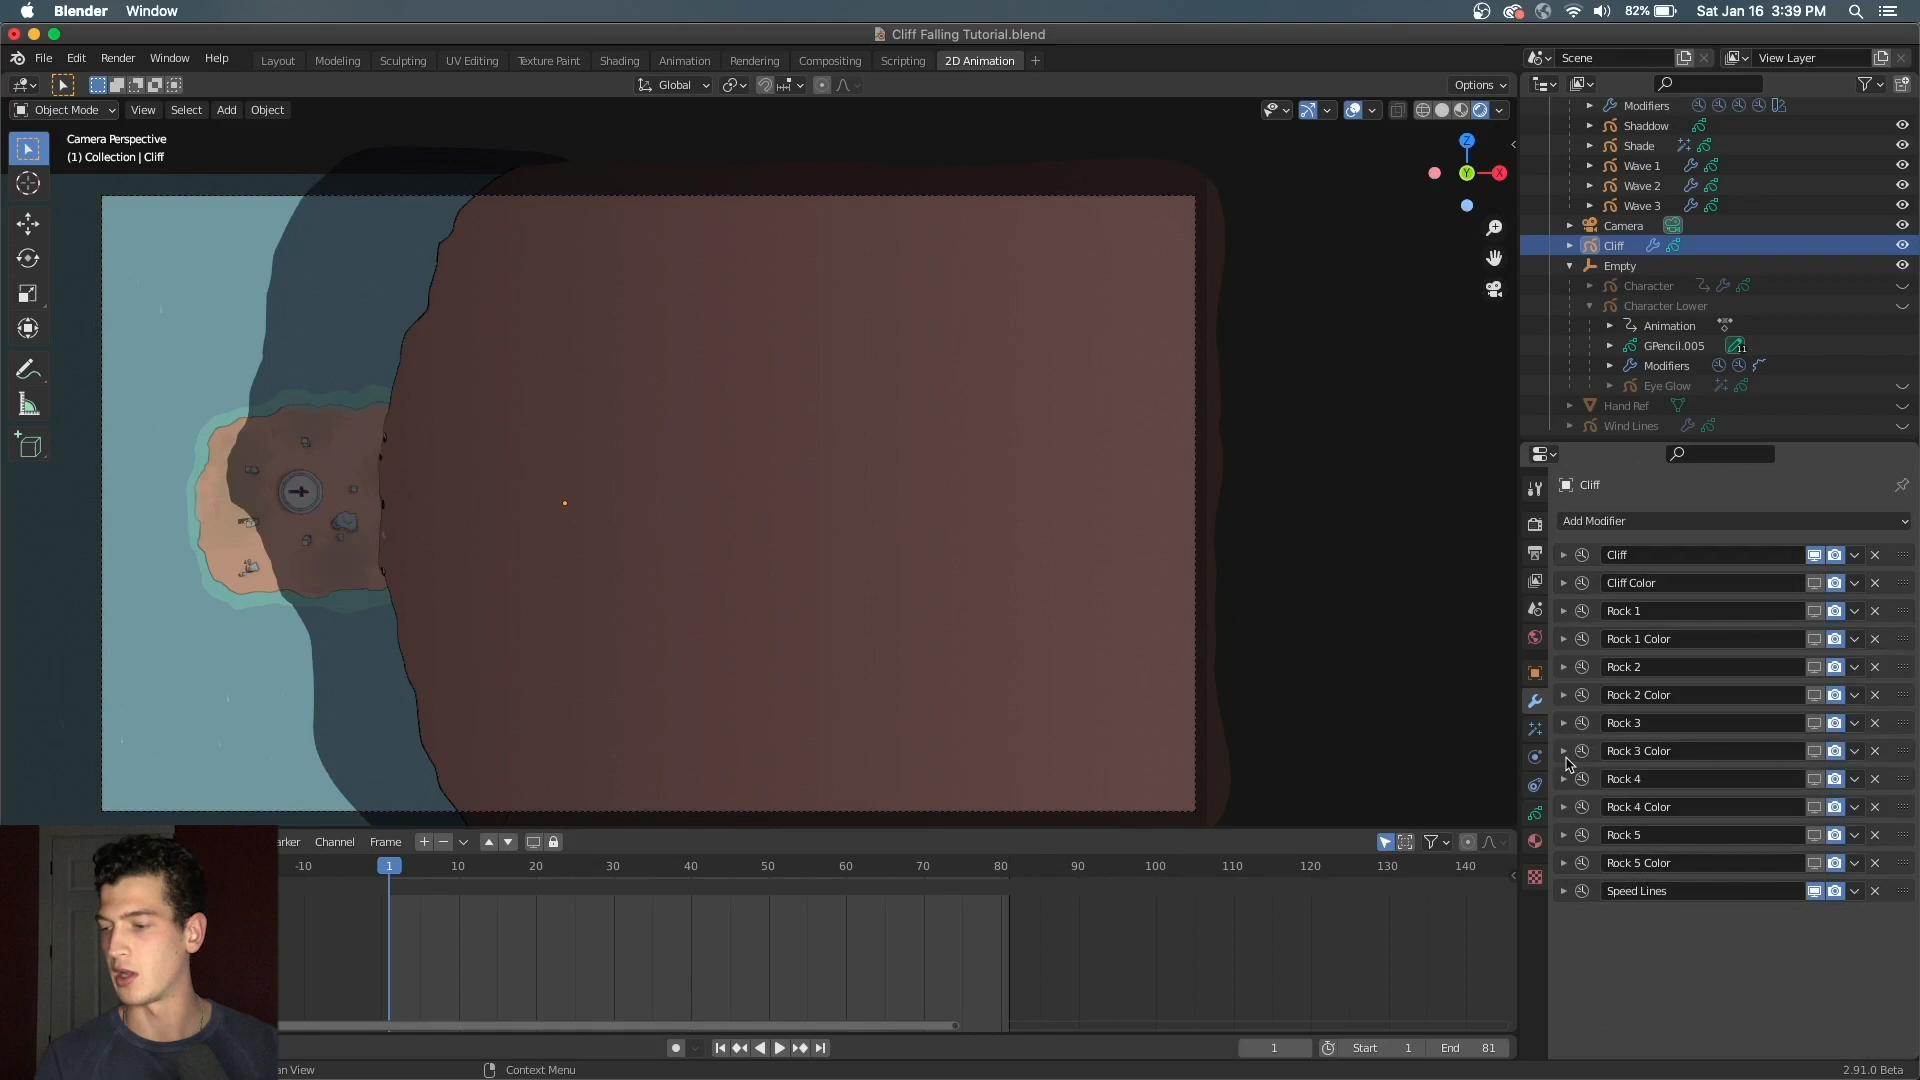 Blender Window 82% Sat Jan 16 3:39 PM
Cliff Falling Tutorial.blend
File Edit Render Window Help Layout Modeling Sculpting UV Editing Texture Paint Shading Animation Rendering Compositing Scripting 2D Animation + Scene View Layer
Global Options
Object Mode View Select Add Object
Camera Perspective
(1) Collection | Cliff
Z
Y
X
Modifiers
Shaddow
Shade
Wave 1
Wave 2
Wave 3
Camera
Cliff
Empty
Character
Character Lower
Animation
GPencil.005 11
Modifiers
Eye Glow
Hand Ref
Wind Lines
Cliff
Add Modifier
Cliff
Cliff Color
Rock 1
Rock 1 Color
Rock 2
Rock 2 Color
Rock 3
Rock 3 Color
Rock 4
Rock 4 Color
Rock 5
Rock 5 Color
Speed Lines
arker Channel Frame
-10 1 10 20 30 40 50 60 70 80 90 100 110 120 130 140
1 Start 1 End 81
an View Context Menu 2.91.0 Beta